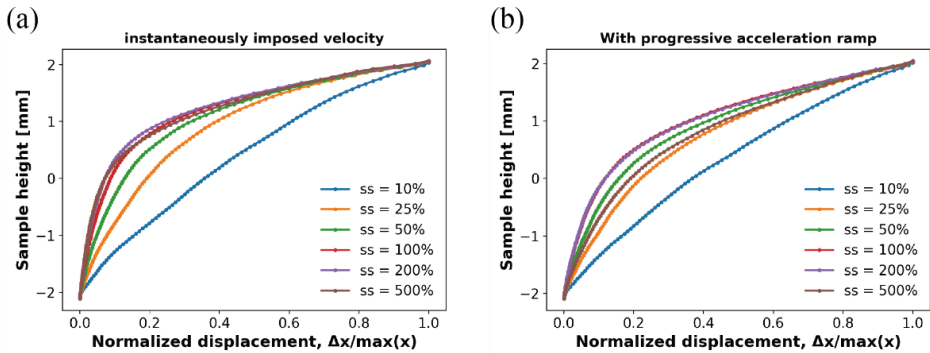 (a)
instantaneously imposed velocity
Sample height [mm]
2
1
0
−1
−2
ss = 10%
ss = 25%
ss = 50%
ss = 100%
ss = 200%
ss = 500%
0.0 0.2 0.4 0.6 0.8 1.0
Normalized displacement, Δx/max(x)
(b)
With progressive acceleration ramp
Sample height [mm]
2
1
0
−1
−2
ss = 10%
ss = 25%
ss = 50%
ss = 100%
ss = 200%
ss = 500%
0.0 0.2 0.4 0.6 0.8 1.0
Normalized displacement, Δx/max(x)